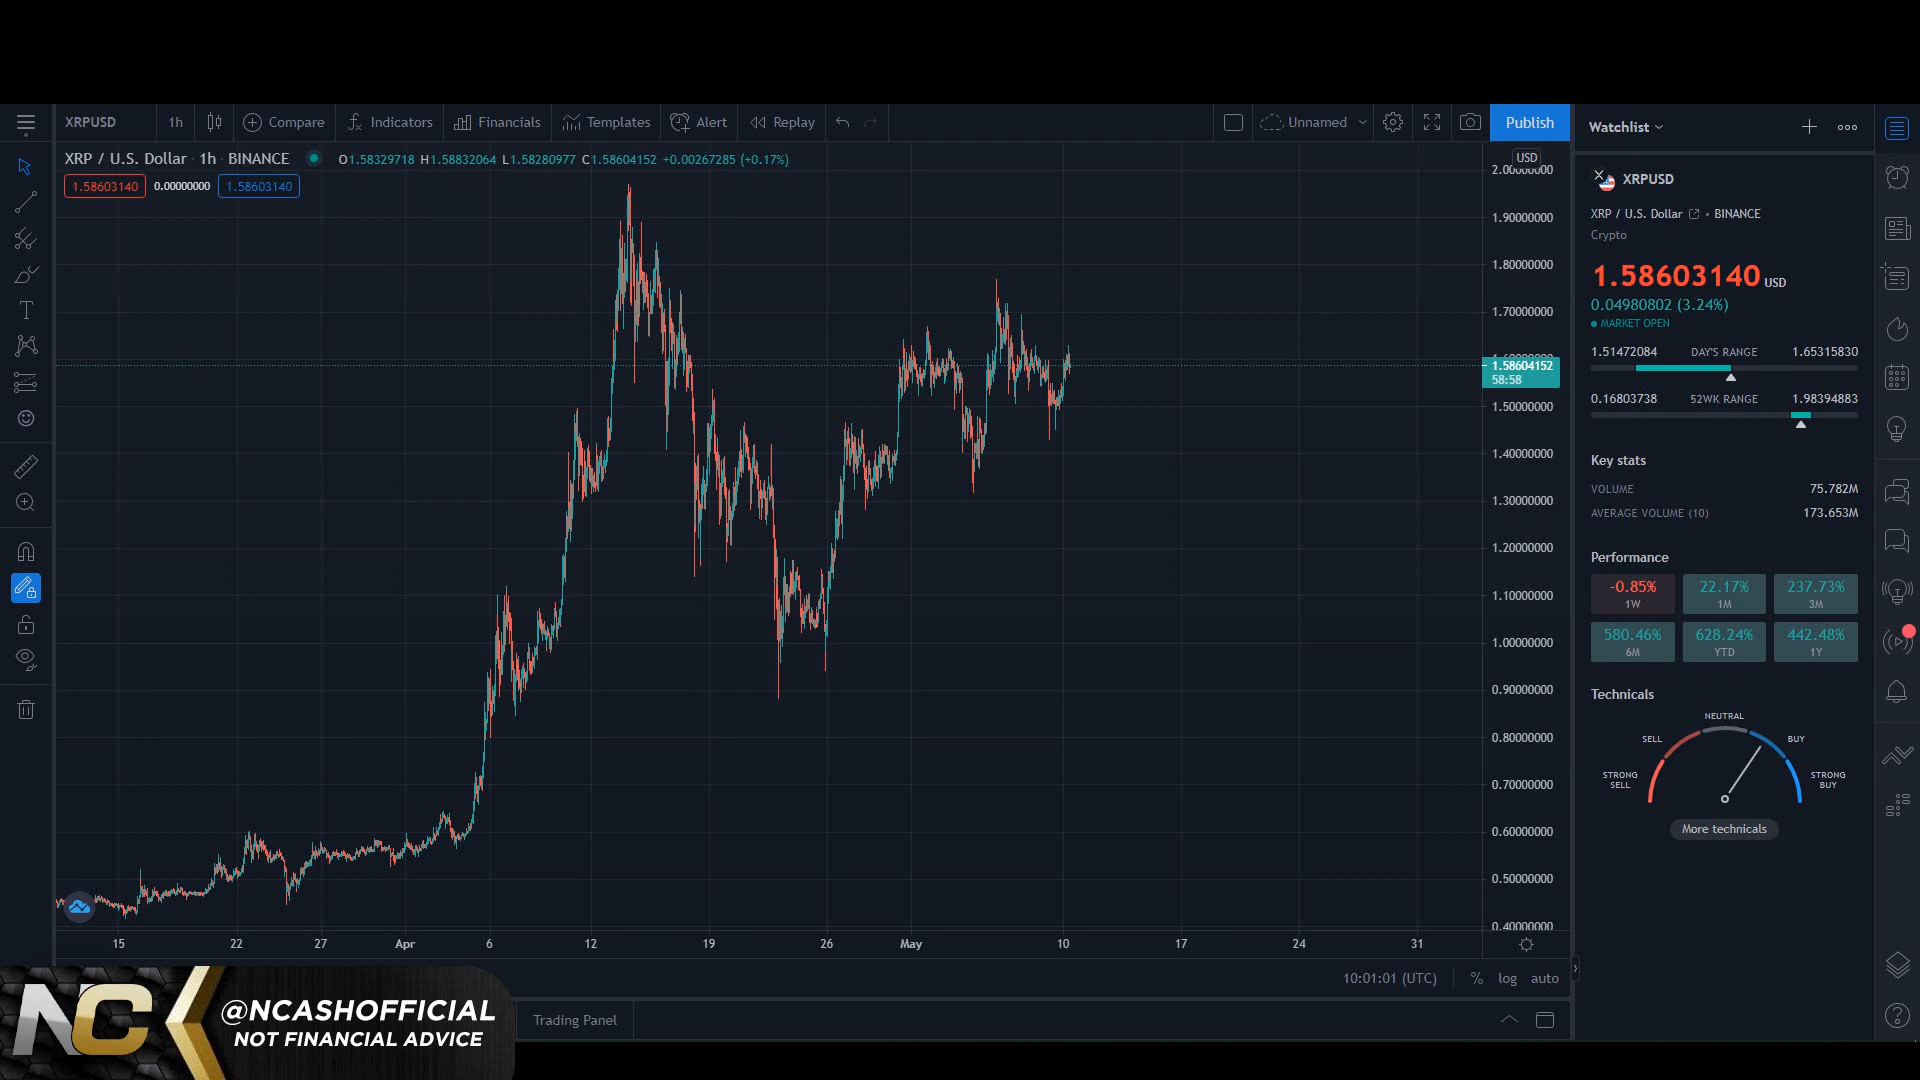 XRPUSD 1h Compare Indicators Financials Templates Alert Replay Unnamed Publish
XRP / U.S. Dollar · 1h · BINANCE O1.58329718 H1.58832064 L1.58280977 C1.58604152 +0.00267285 (+0.17%)
1.58603140 0.00000000 1.58603140
USD
2.00000000
1.90000000
1.80000000
1.70000000
1.58604152
58:58
1.50000000
1.40000000
1.30000000
1.20000000
1.10000000
1.00000000
0.90000000
0.80000000
0.70000000
0.60000000
0.50000000
0.40000000
15 22 27 Apr 6 12 19 26 May 10 17 24 31
10:01:01 (UTC) % log auto
Trading Panel
Watchlist
XRPUSD
XRP / U.S. Dollar • BINANCE
Crypto
1.58603140 USD
0.04980802 (3.24%)
MARKET OPEN
1.51472084 DAY'S RANGE 1.65315830
0.16803738 52WK RANGE 1.98394883
Key stats
VOLUME 75.782M
AVERAGE VOLUME (10) 173.653M
Performance
-0.85% 22.17% 237.73%
1W 1M 3M
580.46% 628.24% 442.48%
6M YTD 1Y
Technicals
NEUTRAL
SELL BUY
STRONG SELL STRONG BUY
More technicals
NC
@NCASHOFFICIAL
NOT FINANCIAL ADVICE